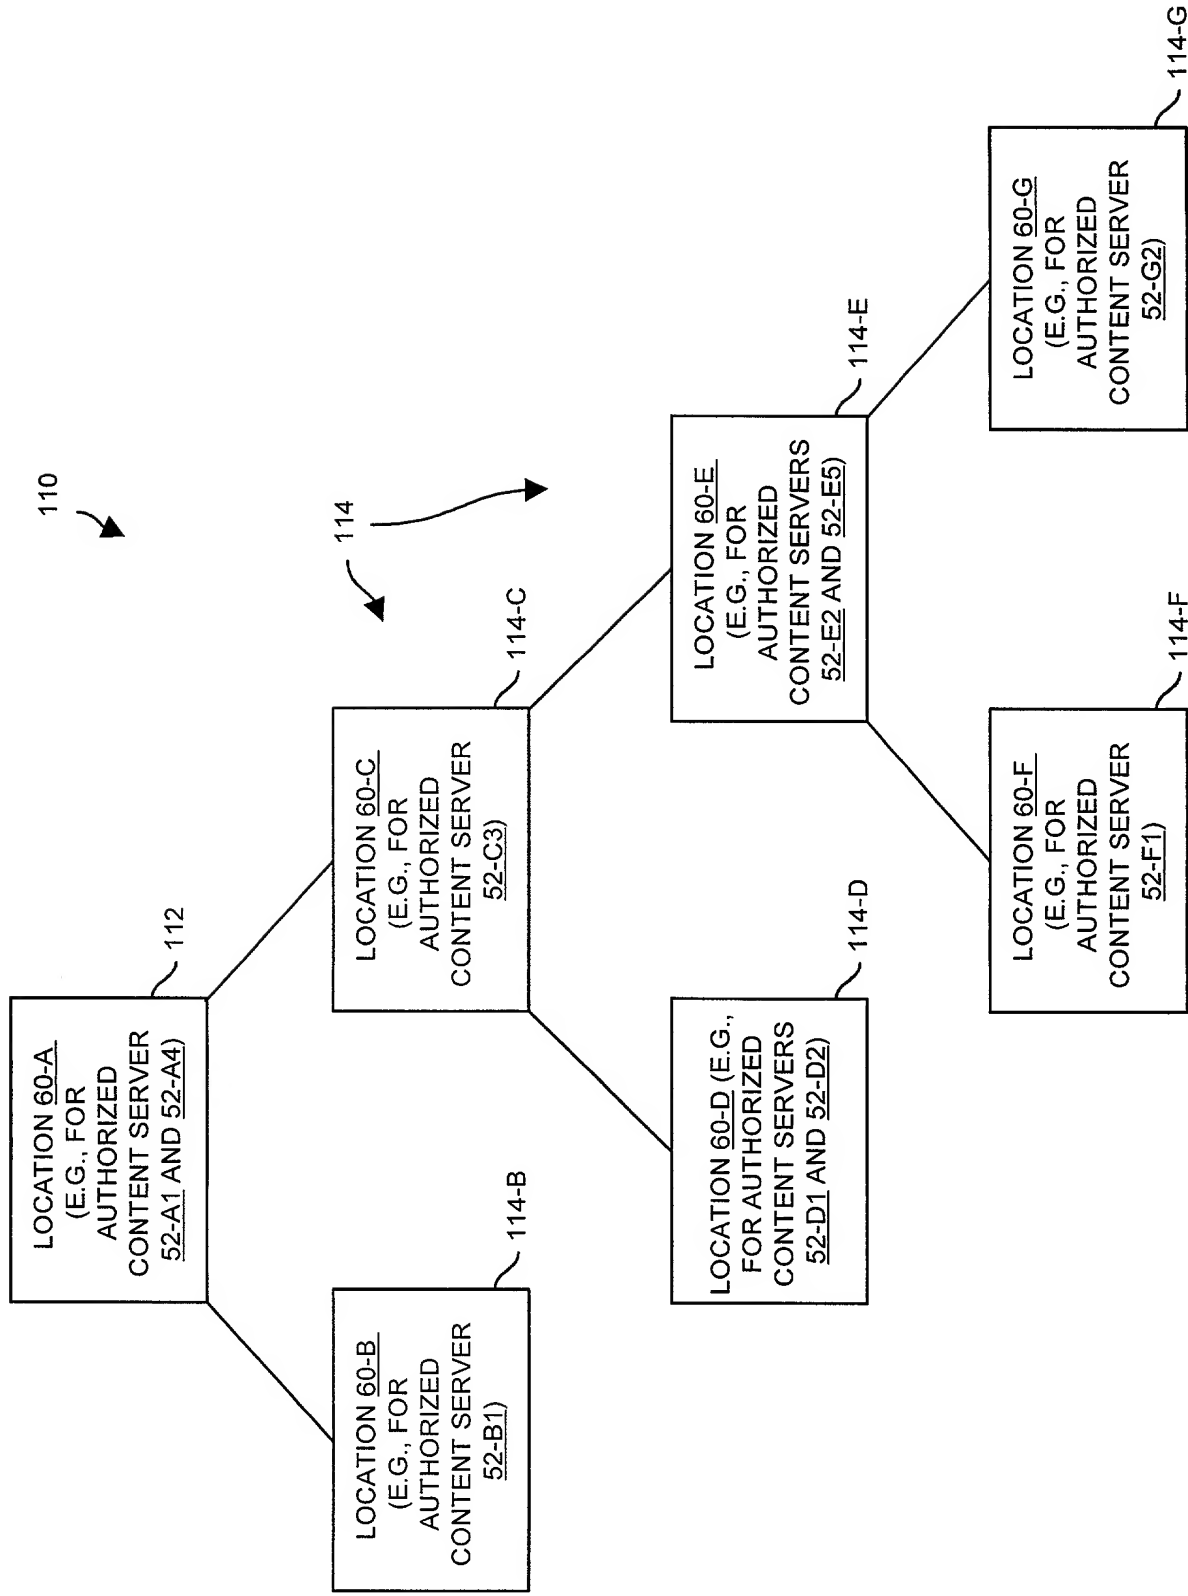 110
LOCATION 60-A
(E.G., FOR
AUTHORIZED
CONTENT SERVER
52-A1 AND 52-A4)
112
114
LOCATION 60-B
(E.G., FOR
AUTHORIZED
CONTENT SERVER
52-B1)
114-B
LOCATION 60-C
(E.G., FOR
AUTHORIZED
CONTENT SERVER
52-C3)
114-C
LOCATION 60-D (E.G.,
FOR AUTHORIZED
CONTENT SERVERS
52-D1 AND 52-D2)
114-D
LOCATION 60-E
(E.G., FOR
AUTHORIZED
CONTENT SERVERS
52-E2 AND 52-E5)
114-E
LOCATION 60-F
(E.G., FOR
AUTHORIZED
CONTENT SERVER
52-F1)
114-F
LOCATION 60-G
(E.G., FOR
AUTHORIZED
CONTENT SERVER
52-G2)
114-G